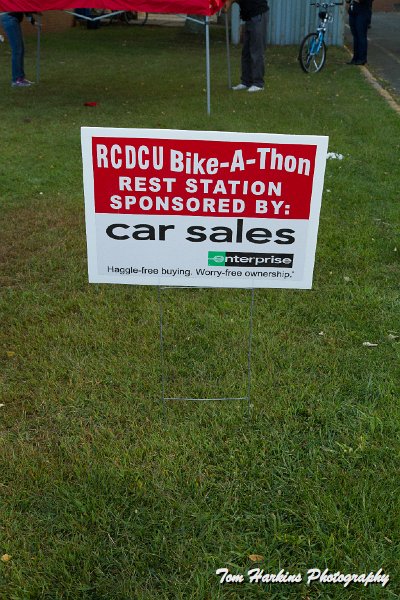 RCDCU Bike-A-Thon
REST STATION
SPONSORED BY:
car sales
enterprise
Haggle-free buying. Worry-free ownership.
Tom Harkins Photography